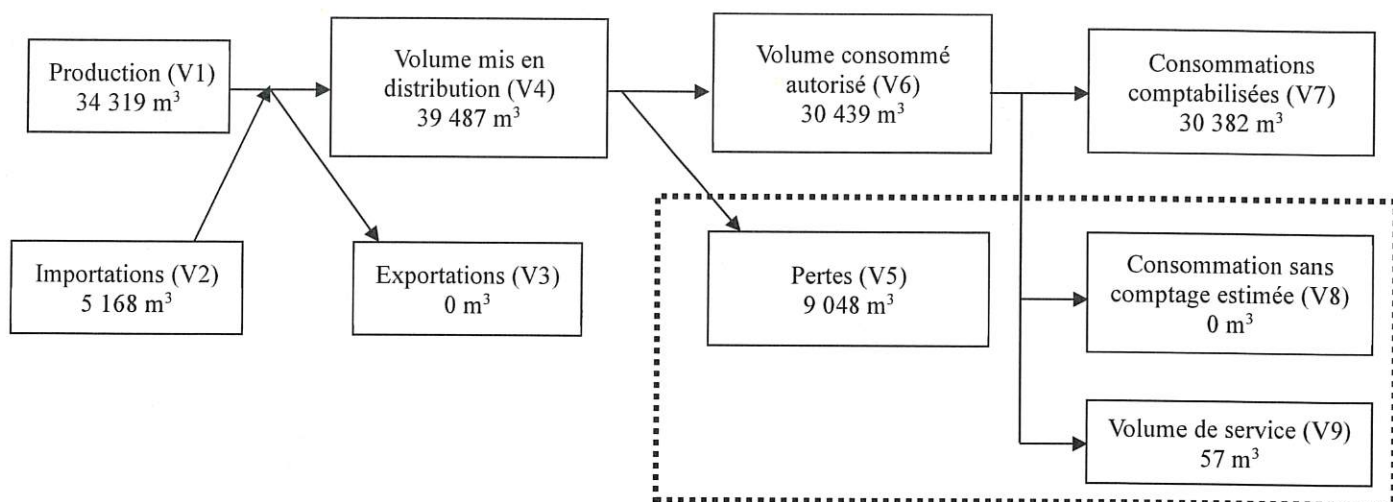 Production (V1)
34 319 m³
Volume mis en
distribution (V4)
39 487 m³
Volume consommé
autorisé (V6)
30 439 m³
Consommations
comptabilisées (V7)
30 382 m³
Importations (V2)
5 168 m³
Exportations (V3)
0 m³
Pertes (V5)
9 048 m³
Consommation sans
comptage estimée (V8)
0 m³
Volume de service (V9)
57 m³